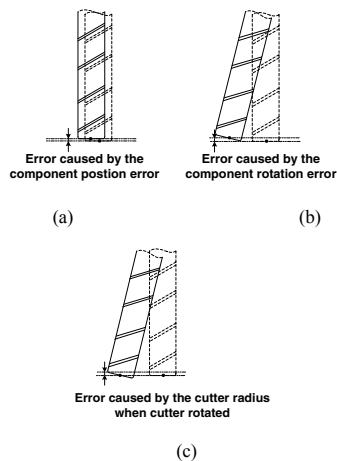 Error caused by the
component postion error
Error caused by the
component rotation error
(a)
(b)
Error caused by the cutter radius
when cutter rotated
(c)